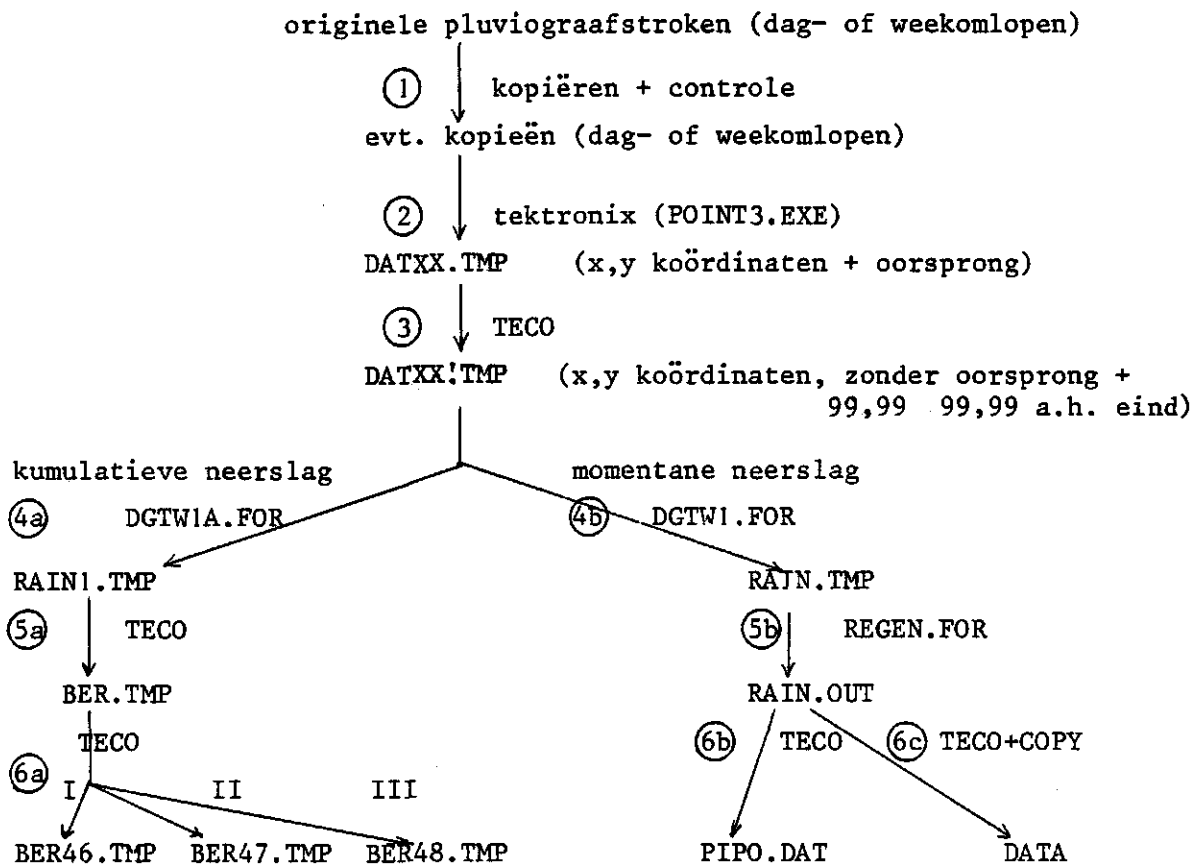 originele pluviograafstroken (dag- of weekomlopen)
1 kopiëren + controle
evt. kopieën (dag- of weekomlopen)
2 tektronix (POINT3.EXE)
DATXX.TMP (x,y koördinaten + oorsprong)
3 TECO
DATXX!TMP (x,y koördinaten, zonder oorsprong +
99,99 99,99 a.h. eind)
kumulatieve neerslag momentane neerslag
4a DGTW1A.FOR 4b DGTW1.FOR
RAIN1.TMP RAIN.TMP
5a TECO 5b REGEN.FOR
BER.TMP RAIN.OUT
TECO 6b TECO 6c TECO+COPY
6a I II III
BER46.TMP BER47.TMP BER48.TMP PIPO.DAT DATA